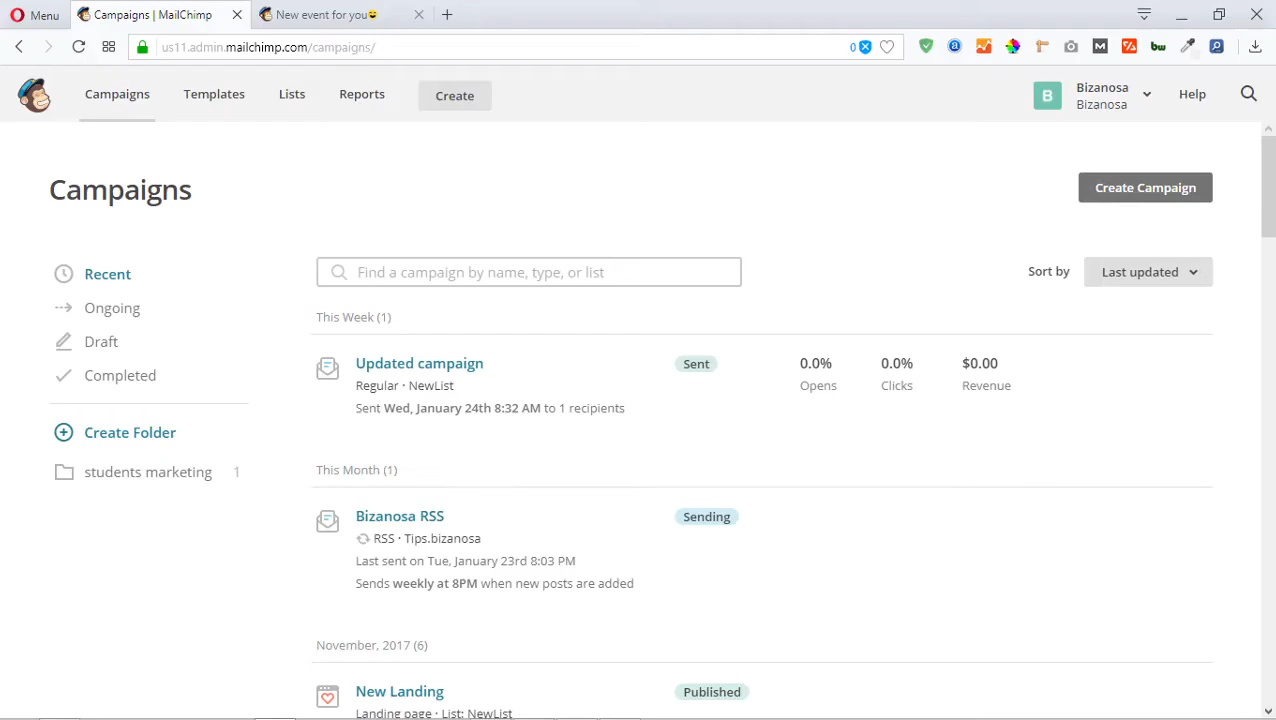 Menu
Campaigns | MailChimp
New event for you😀
us11.admin.mailchimp.com/campaigns/
0
bw
Campaigns
Templates
Lists
Reports
Create
B
Bizanosa
Bizanosa
Help
Campaigns
Create Campaign
Recent
Ongoing
Draft
Completed
Create Folder
students marketing 1
Find a campaign by name, type, or list
Sort by
Last updated
This Week (1)
Updated campaign
Sent
0.0%
0.0%
$0.00
Regular · NewList
Opens
Clicks
Revenue
Sent Wed, January 24th 8:32 AM to 1 recipients
This Month (1)
Bizanosa RSS
Sending
RSS · Tips.bizanosa
Last sent on Tue, January 23rd 8:03 PM
Sends weekly at 8PM when new posts are added
November, 2017 (6)
New Landing
Published
Landing page · List: NewList